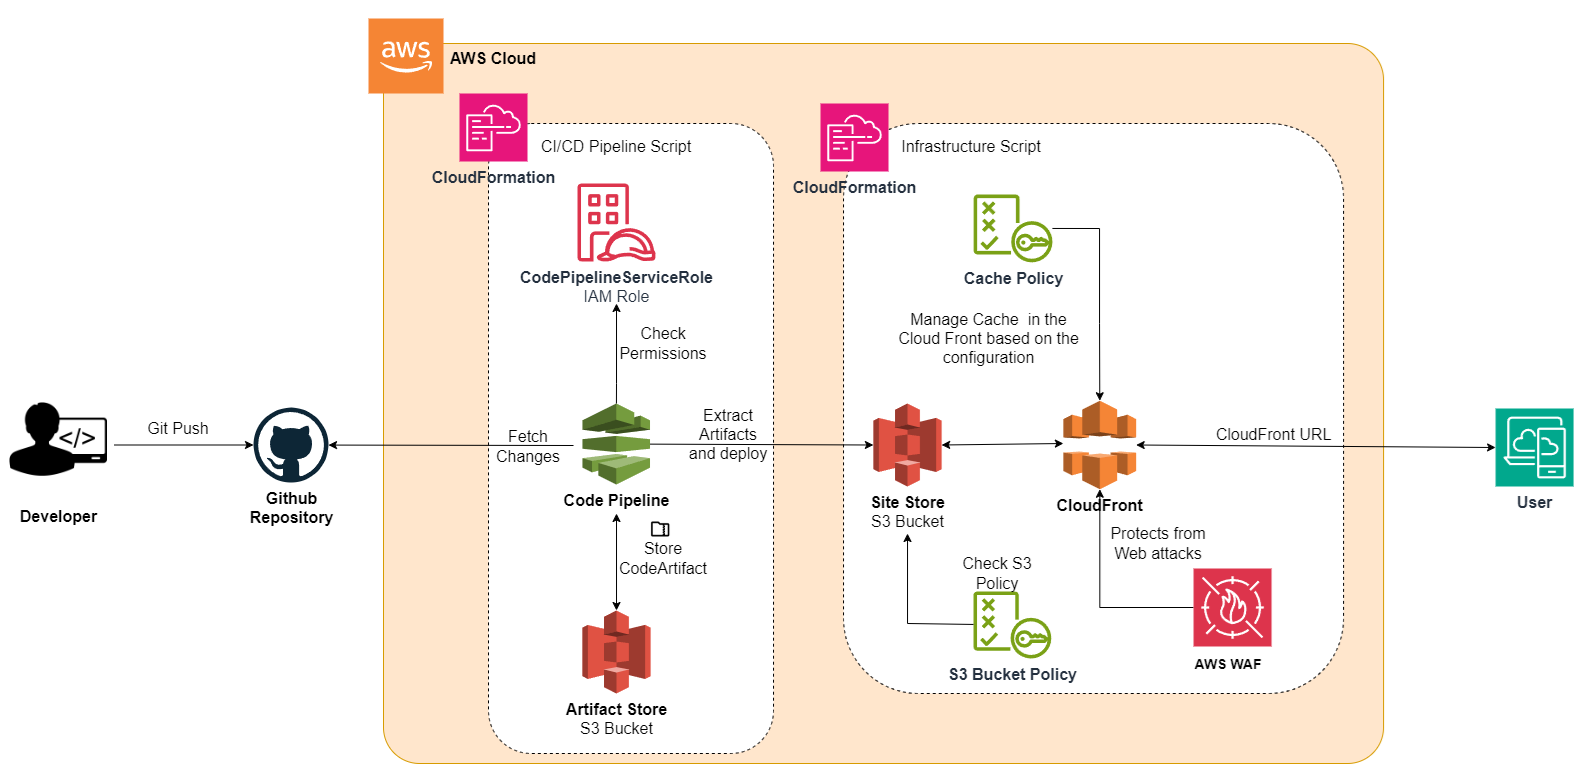 aws
AWS Cloud
CloudFormation
CI/CD Pipeline Script
CodePipelineServiceRole
IAM Role
Check
Permissions
Developer
Git Push
Github
Repository
Fetch
Changes
Code Pipeline
Extract
Artifacts
and deploy
Store
CodeArtifact
Artifact Store
S3 Bucket
CloudFormation
Infrastructure Script
Cache Policy
Manage Cache  in the
Cloud Front based on the
configuration
Site Store
S3 Bucket
CloudFront
CloudFront URL
User
Check S3
Policy
S3 Bucket Policy
Protects from
Web attacks
AWS WAF